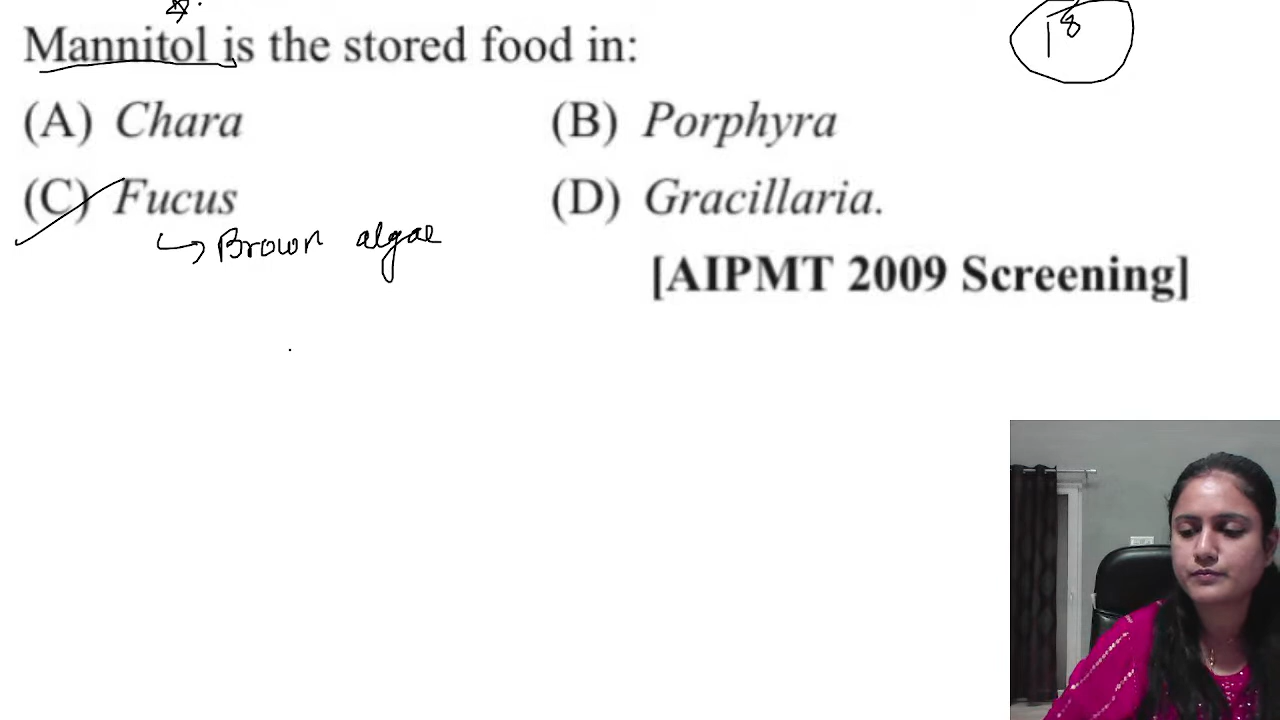 Mannitol is the stored food in:
18
(A) Chara
(B) Porphyra
(C) Fucus
(D) Gracillaria.
Brown algae
[AIPMT 2009 Screening]